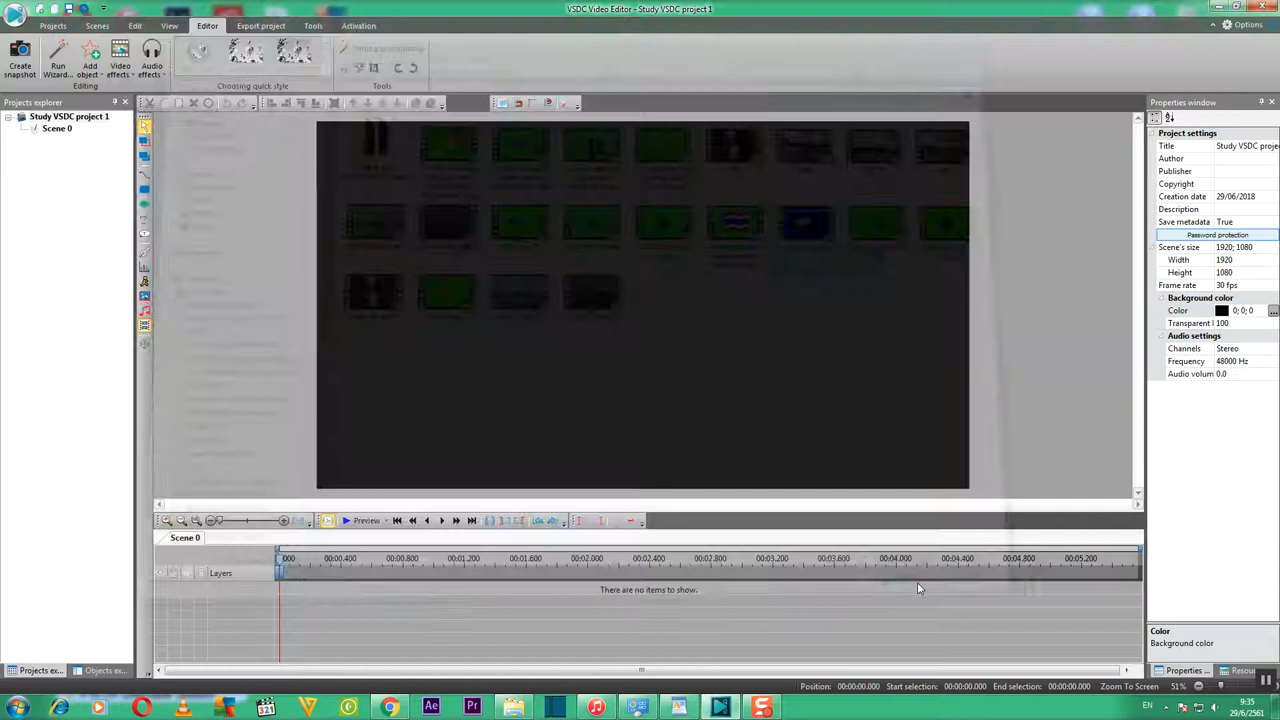 VSDC Video Editor - Study VSDC project 1
Projects Scenes Edit View Editor Export project Tools Activation Options
Create snapshot
Run Wizard...
Add object
Video effects
Audio effects
Editing Choosing quick style Tools
Projects explorer
Study VSDC project 1
Scene 0
Properties window
Project settings
Title Study VSDC proje
Author
Publisher
Copyright
Creation date 29/06/2018
Description
Save metadata True
Password protection
Scene's size 1920; 1080
Width 1920
Height 1080
Frame rate 30 fps
Background color
Color 0; 0; 0 ...
Transparent l 100
Audio settings
Channels Stereo
Frequency 48000 Hz
Audio volum 0.0
Preview
Scene 0
000 00:00.400 00:00.800 00:01.200 00:01.600 00:02.000 00:02.400 00:02.800 00:03.200 00:03.600 00:04.000 00:04.400 00:04.800 00:05.200
Layers
There are no items to show.
Color
Background color
Projects ex... Objects ex... Properties ... Resou
Position: 00:00:00.000 Start selection: 00:00:00.000 End selection: 00:00:00.000 Zoom To Screen 51%
Ae Pr
EN 9:35
29/6/2561